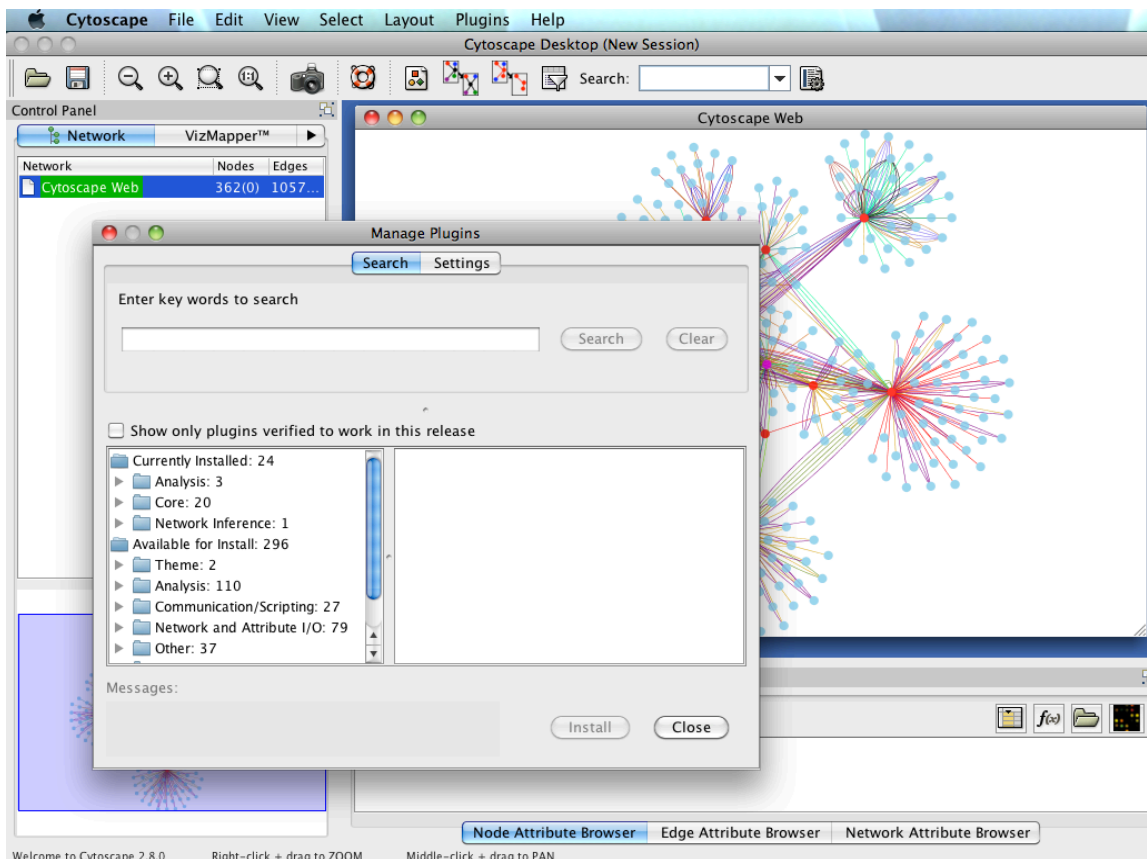 Cytoscape File Edit View Select Layout Plugins Help
Cytoscape Desktop (New Session)
Search:
Control Panel
Network VizMapper™
Network Nodes Edges
Cytoscape Web 362(0) 1057...
Cytoscape Web
Manage Plugins
Search Settings
Enter key words to search
Search Clear
Show only plugins verified to work in this release
Currently Installed: 24
Analysis: 3
Core: 20
Network Inference: 1
Available for Install: 296
Theme: 2
Analysis: 110
Communication/Scripting: 27
Network and Attribute I/O: 79
Other: 37
Messages:
Install Close
f(x)
Node Attribute Browser Edge Attribute Browser Network Attribute Browser
Welcome to Cytoscape 2.8.0 Right-click + drag to ZOOM Middle-click + drag to PAN